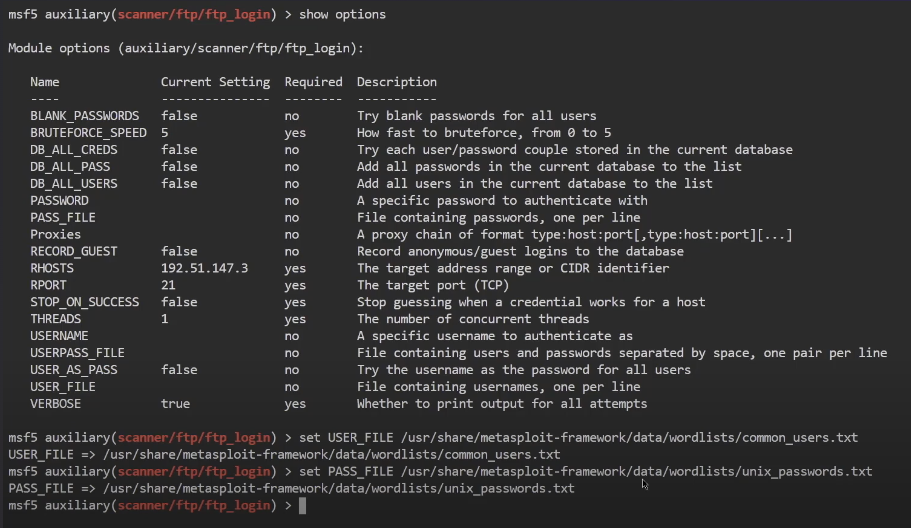 msf5 auxiliary(scanner/ftp/ftp_login) > show options
Module options (auxiliary/scanner/ftp/ftp_login):
Name Current Setting Required Description
---- --------------- -------- -----------
BLANK_PASSWORDS false no Try blank passwords for all users
BRUTEFORCE_SPEED 5 yes How fast to bruteforce, from 0 to 5
DB_ALL_CREDS false no Try each user/password couple stored in the current database
DB_ALL_PASS false no Add all passwords in the current database to the list
DB_ALL_USERS false no Add all users in the current database to the list
PASSWORD no A specific password to authenticate with
PASS_FILE no File containing passwords, one per line
Proxies no A proxy chain of format type:host:port[,type:host:port][...]
RECORD_GUEST false no Record anonymous/guest logins to the database
RHOSTS 192.51.147.3 yes The target address range or CIDR identifier
RPORT 21 yes The target port (TCP)
STOP_ON_SUCCESS false yes Stop guessing when a credential works for a host
THREADS 1 yes The number of concurrent threads
USERNAME no A specific username to authenticate as
USERPASS_FILE no File containing users and passwords separated by space, one pair per line
USER_AS_PASS false no Try the username as the password for all users
USER_FILE no File containing usernames, one per line
VERBOSE true yes Whether to print output for all attempts
msf5 auxiliary(scanner/ftp/ftp_login) > set USER_FILE /usr/share/metasploit-framework/data/wordlists/common_users.txt
USER_FILE => /usr/share/metasploit-framework/data/wordlists/common_users.txt
msf5 auxiliary(scanner/ftp/ftp_login) > set PASS_FILE /usr/share/metasploit-framework/data/wordlists/unix_passwords.txt
PASS_FILE => /usr/share/metasploit-framework/data/wordlists/unix_passwords.txt
msf5 auxiliary(scanner/ftp/ftp_login) >